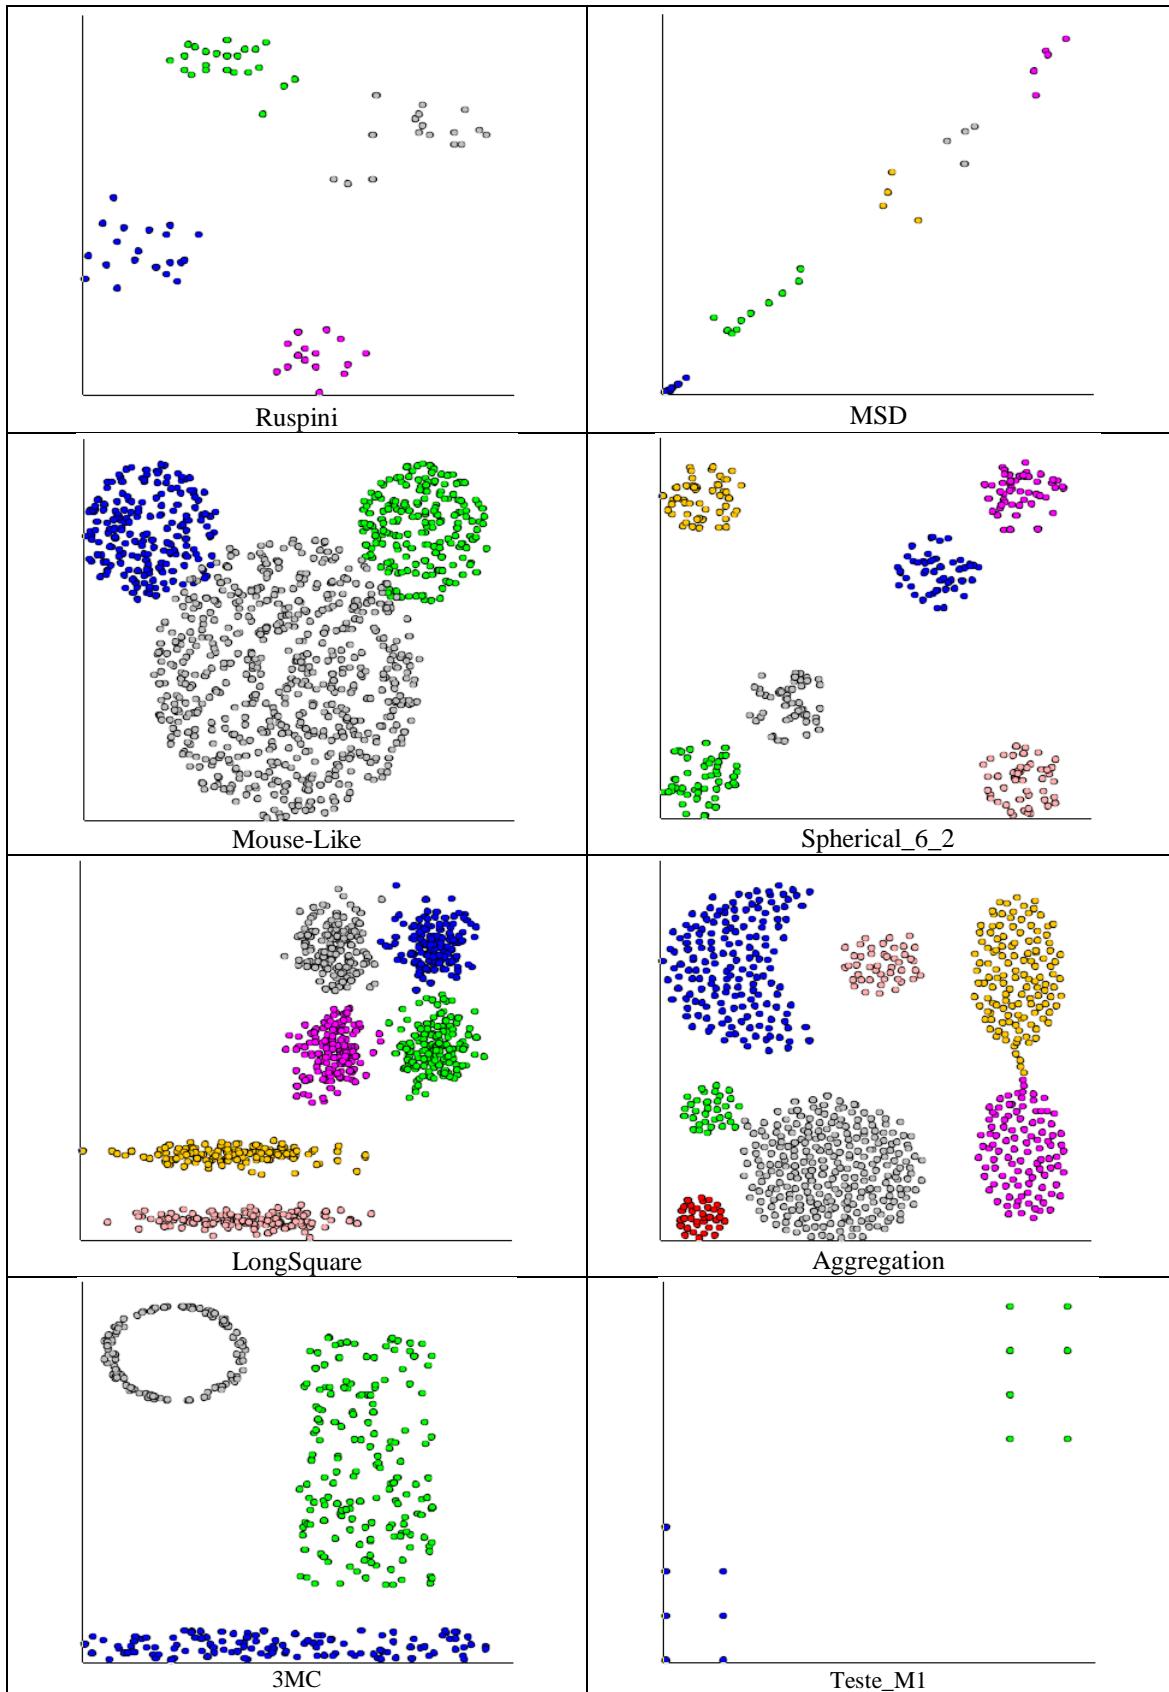 Ruspini
MSD
Mouse-Like
Spherical_6_2
LongSquare
Aggregation
3MC
Teste_M1